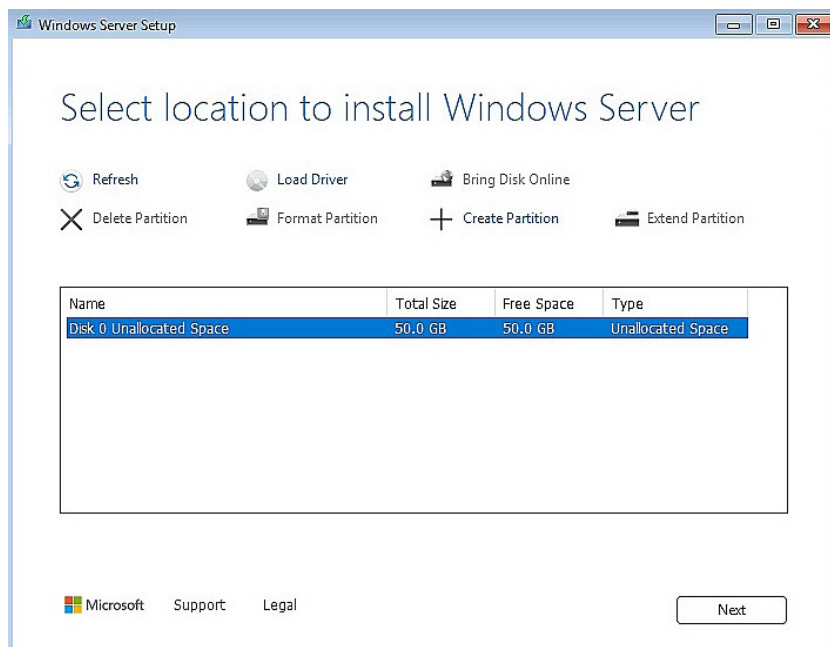 Windows Server Setup
Select location to install Windows Server
Refresh Load Driver Bring Disk Online
Delete Partition Format Partition Create Partition Extend Partition
Name Total Size Free Space Type
Disk 0 Unallocated Space 50.0 GB 50.0 GB Unallocated Space
Microsoft Support Legal Next